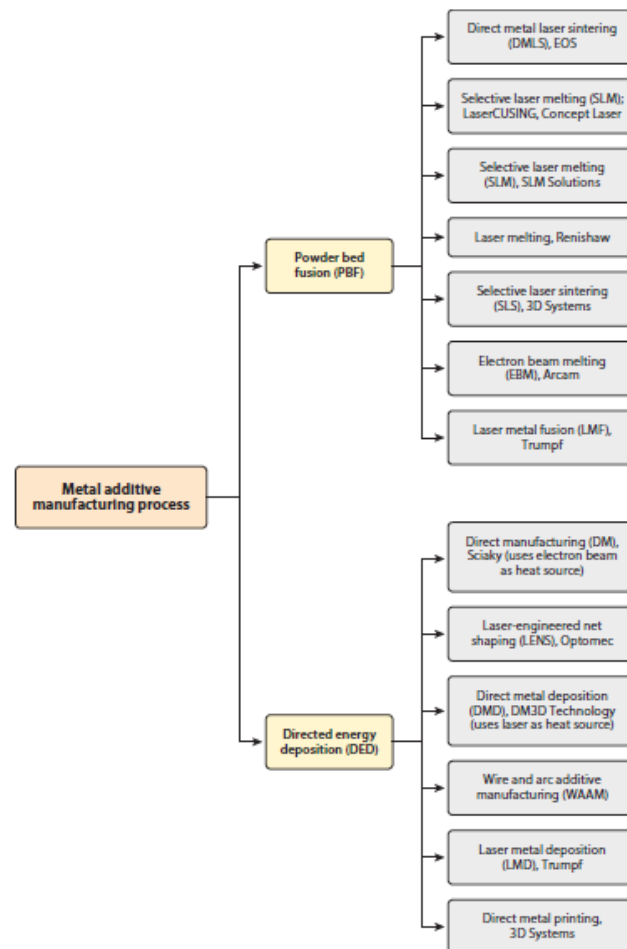 Direct metal laser sintering
(DMLS), EOS
Selective laser melting (SLM);
LaserCUSING, Concept Laser
Selective laser melting
(SLM), SLM Solutions
Powder bed
fusion (PBF)
Laser melting, Renishaw
Selective laser sintering
(SLS), 3D Systems
Electron beam melting
(EBM), Arcam
Laser metal fusion (LMF),
Trumpf
Metal additive
manufacturing process
Direct manufacturing (DM),
Sciaky (uses electron beam
as heat source)
Laser-engineered net
shaping (LENS), Optomec
Directed energy
deposition (DED)
Direct metal deposition
(DMD), DM3D Technology
(uses laser as heat source)
Wire and arc additive
manufacturing (WAAM)
Laser metal deposition
(LMD), Trumpf
Direct metal printing,
3D Systems